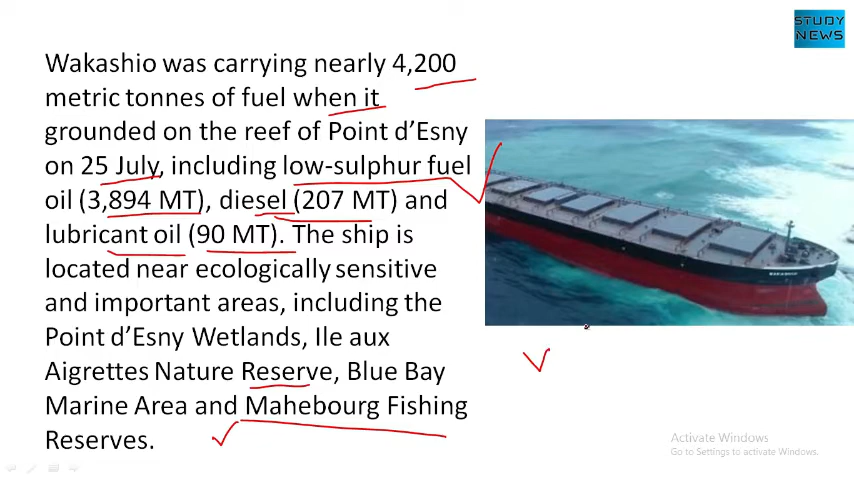 STUDY
NEWS
Wakashio was carrying nearly 4,200
metric tonnes of fuel when it
grounded on the reef of Point d’Esny
on 25 July, including low-sulphur fuel
oil (3,894 MT), diesel (207 MT) and
lubricant oil (90 MT). The ship is
located near ecologically sensitive
and important areas, including the
Point d’Esny Wetlands, Ile aux
Aigrettes Nature Reserve, Blue Bay
Marine Area and Mahebourg Fishing
Reserves.
Activate Windows
Go to Settings to activate Windows.